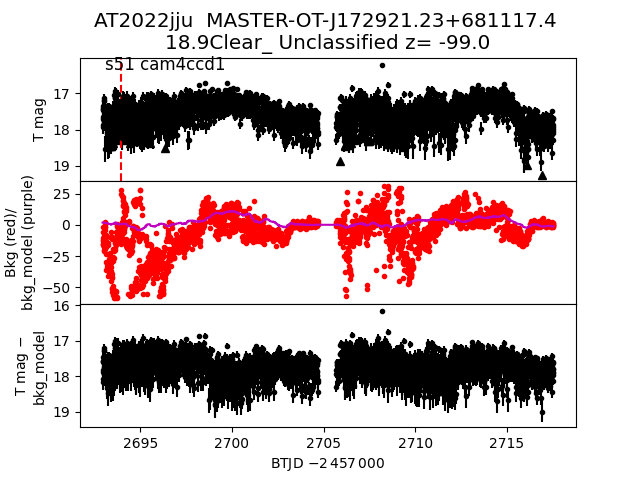 AT2022jju  MASTER-OT-J172921.23+681117.4
18.9Clear_ Unclassified z= -99.0
s51 cam4ccd1
T mag
17
18
19
Bkg (red)/
bkg_model (purple)
25
0
−25
−50
T mag −
bkg_model
16
17
18
19
2695
2700
2705
2710
2715
BTJD −2 457 000